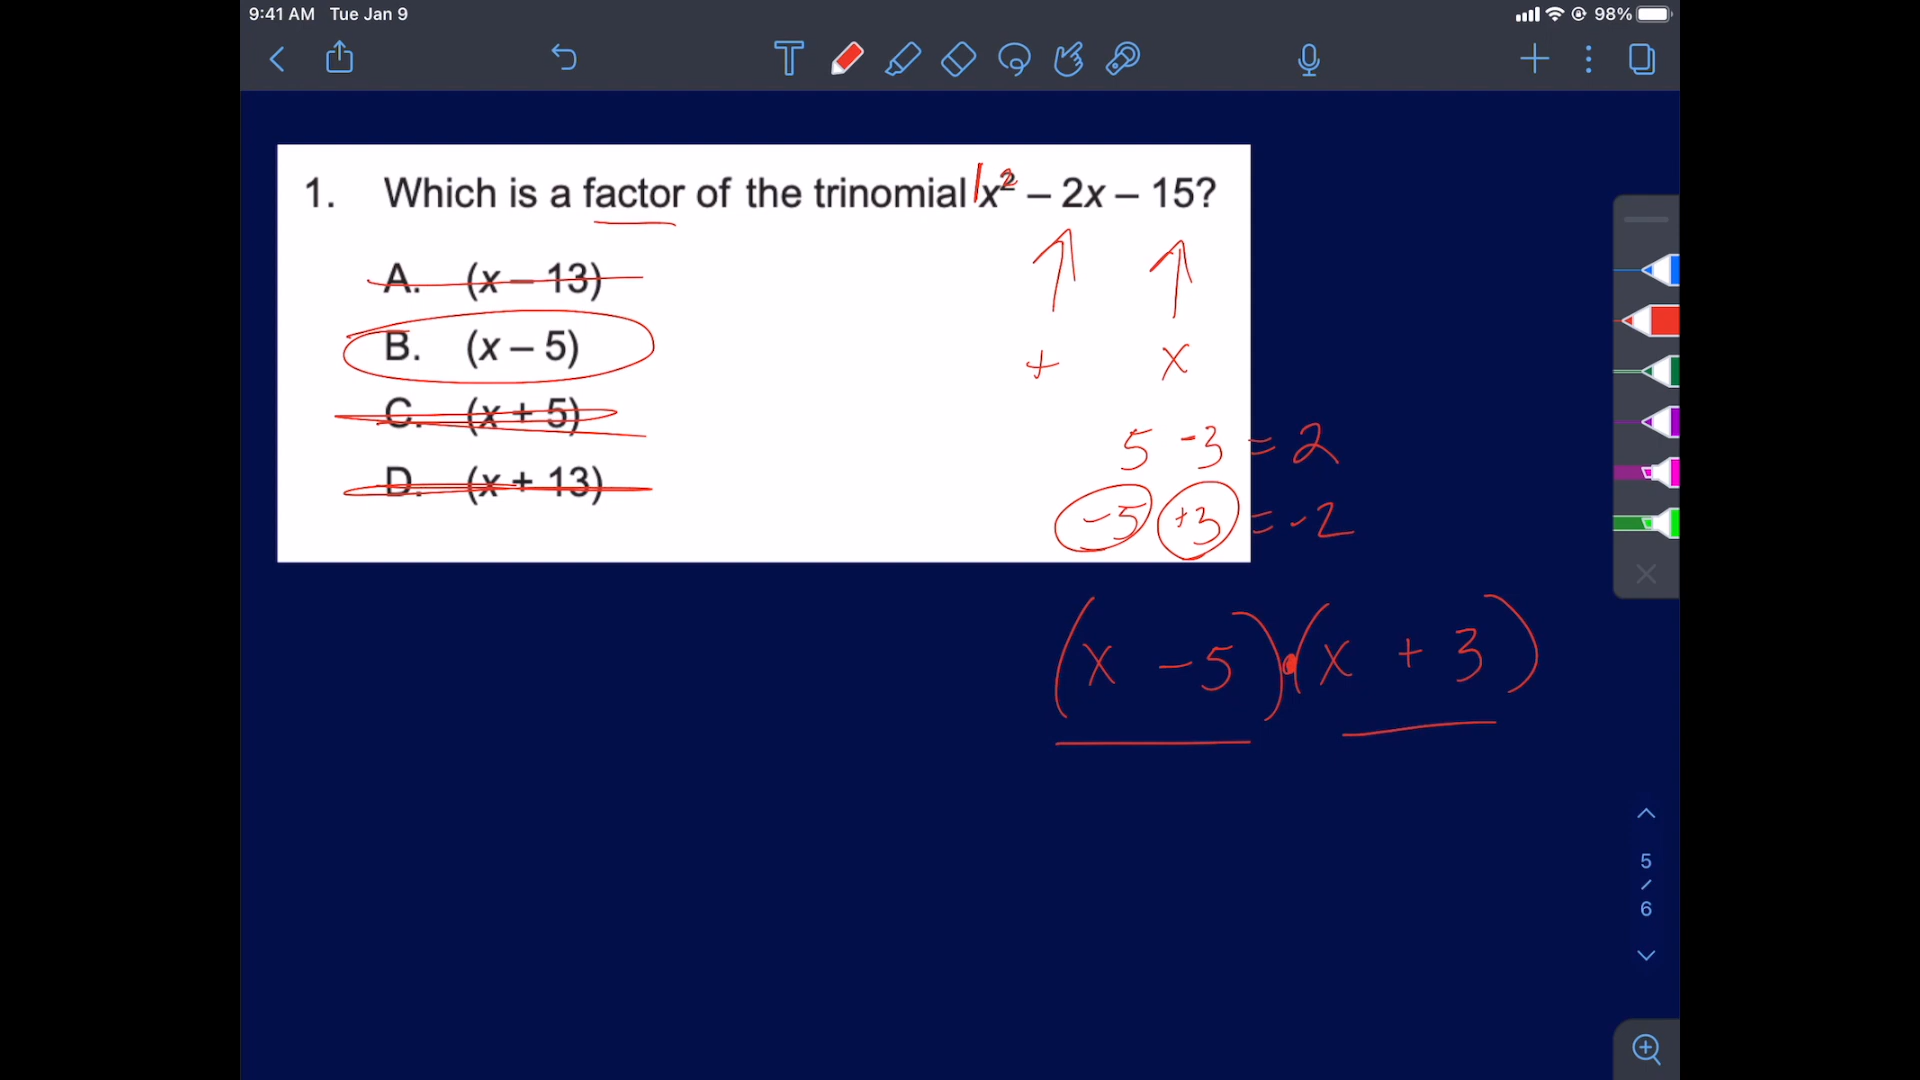 9:41 AM Tue Jan 9
98%
1. Which is a factor of the trinomial 1x² – 2x – 15?
A. (x – 13)
B. (x – 5)
C. (x + 5)
D. (x + 13)
+ x
5 -3 = 2
-5 +3 = -2
(x - 5)•(x + 3)
5
/
6